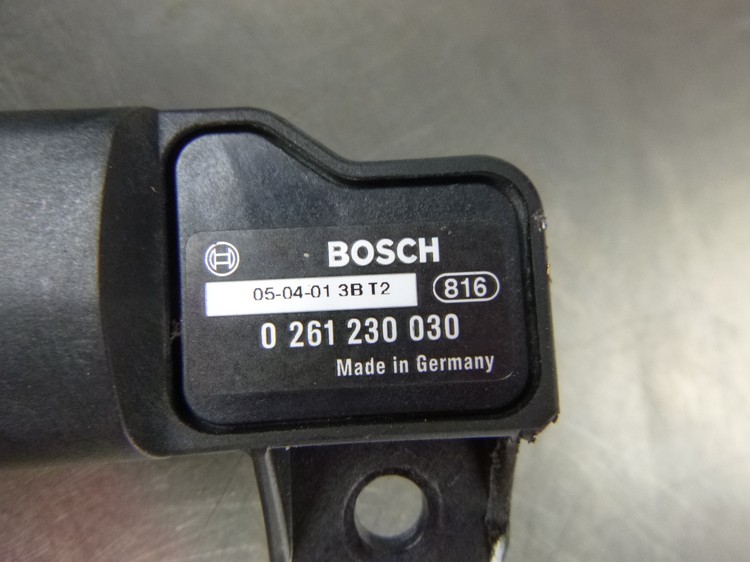 BOSCH
05-04-01 3B T2 816
0 261 230 030
Made in Germany